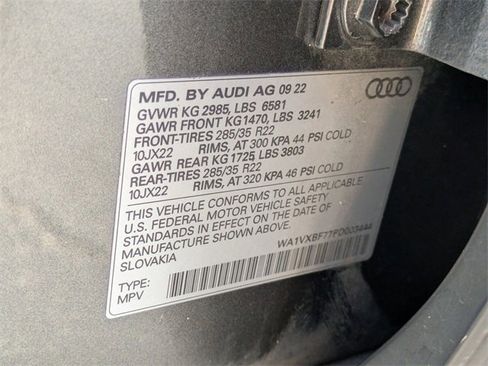 MFD. BY AUDI AG 09 22
GVWR KG 2985, LBS 6581
GAWR FRONT KG 1470, LBS 3241
FRONT-TIRES 285/35 R22
10JX22 RIMS, AT 300 KPA 44 PSI COLD
GAWR REAR KG 1725, LBS 3803
REAR-TIRES 285/35 R22
10JX22 RIMS, AT 320 KPA 46 PSI COLD
THIS VEHICLE CONFORMS TO ALL APPLICABLE
U.S. FEDERAL MOTOR VEHICLE SAFETY
STANDARDS IN EFFECT ON THE DATE OF
MANUFACTURE SHOWN ABOVE.
SLOVAKIA
WA1VXBF77PD003444
TYPE:
MPV